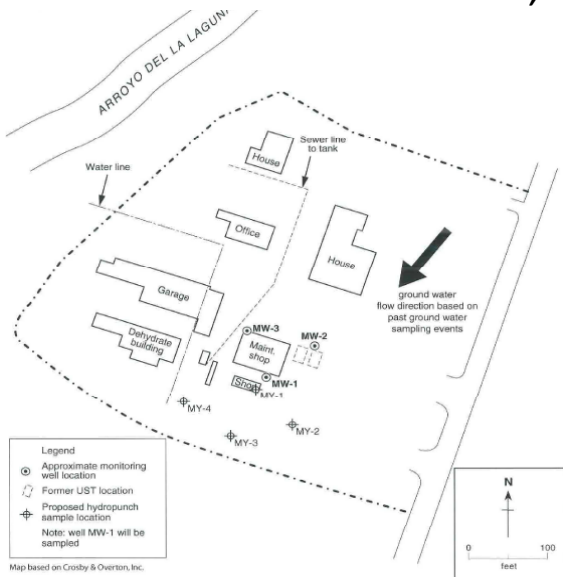 ARROYO DEL LA LAGUNA
Sewer line
to tank
House
Water line
Office
House
ground water
flow direction based on
past ground water
sampling events
Garage
Dehydrate
building
MW-3
MW-2
Maint.
shop
MW-1
MY-1
MY-4
MY-2
MY-3
Legend
Approximate monitoring
well location
Former UST location
Proposed hydropunch
sample location
Note: well MW-1 will be
sampled
N
0 100
feet
Map based on Crosby & Overton, Inc.